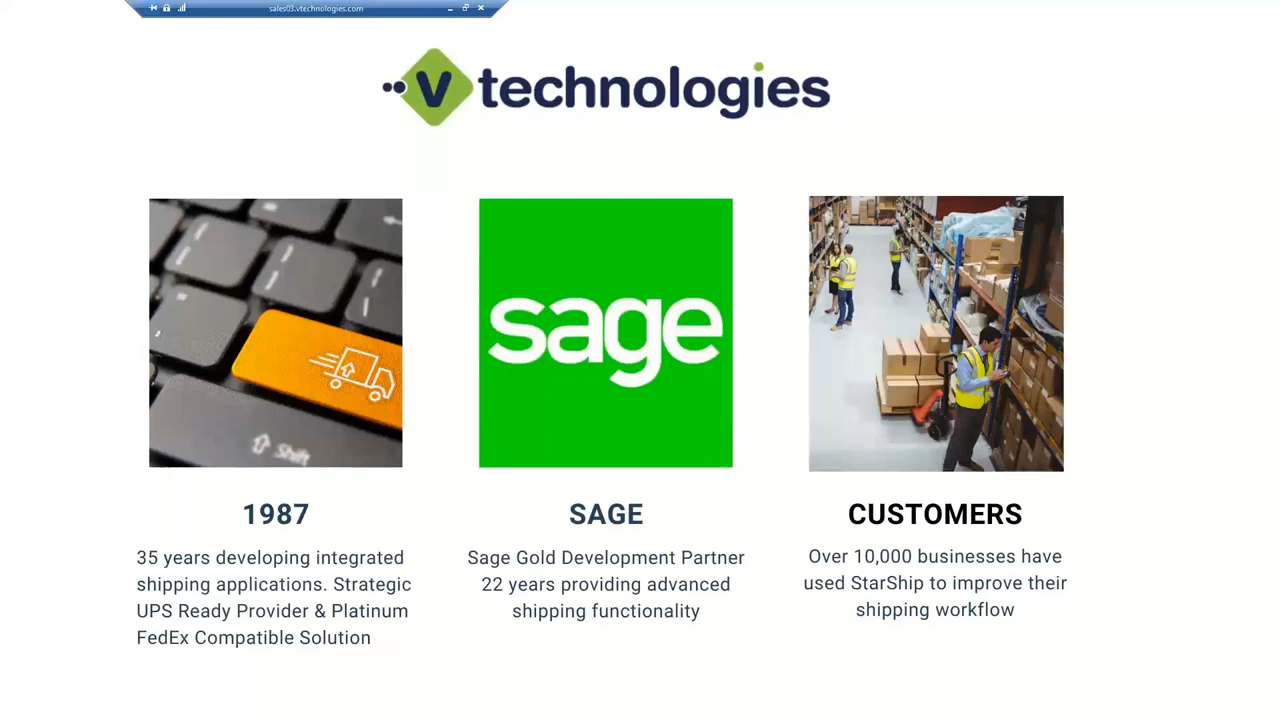 sales03.vtechnologies.com
v technologies
Shift
sage
1987
SAGE
CUSTOMERS
35 years developing integrated
shipping applications. Strategic
UPS Ready Provider & Platinum
FedEx Compatible Solution
Sage Gold Development Partner
22 years providing advanced
shipping functionality
Over 10,000 businesses have
used StarShip to improve their
shipping workflow